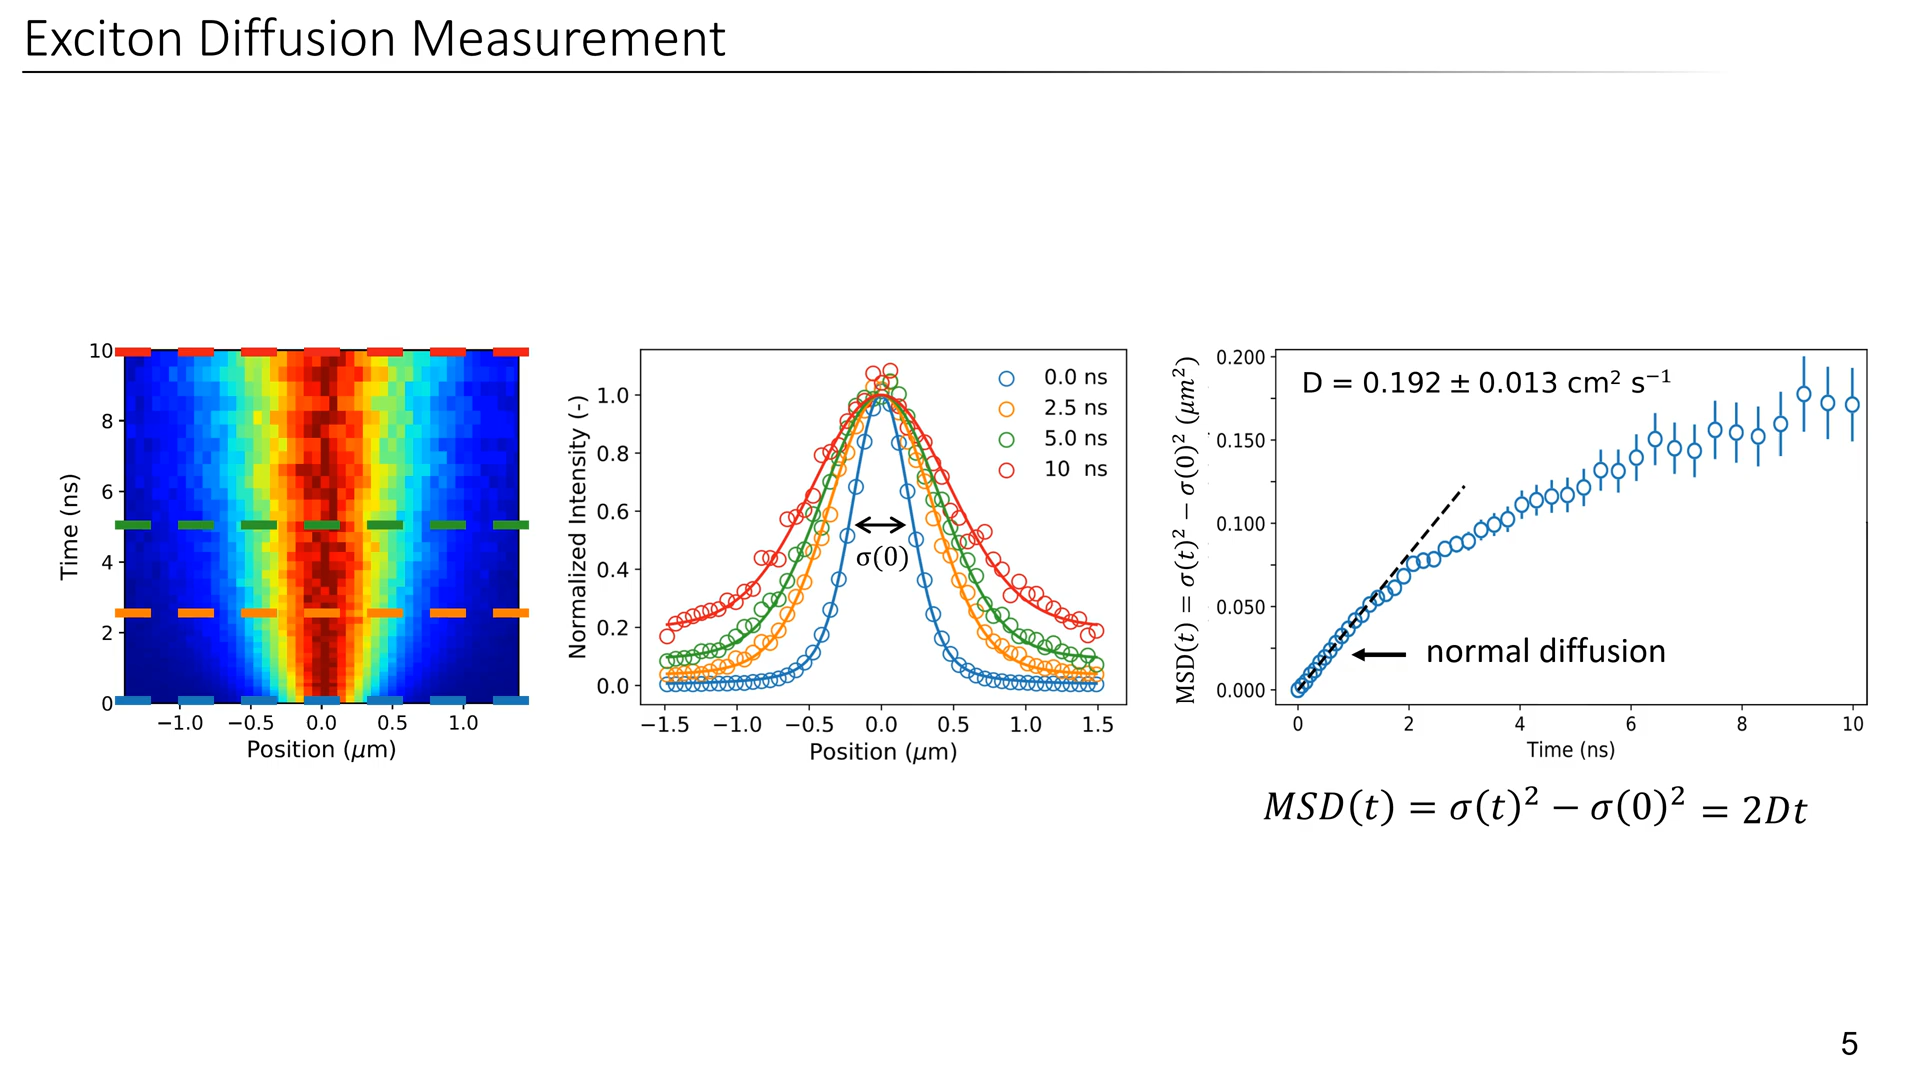 Exciton Diffusion Measurement
10
8
6
4
2
0
Time (ns)
−1.0 −0.5 0.0 0.5 1.0
Position (μm)
1.0
0.8
0.6
0.4
0.2
0.0
Normalized Intensity (-)
0.0 ns
2.5 ns
5.0 ns
10 ns
σ(0)
−1.5 −1.0 −0.5 0.0 0.5 1.0 1.5
Position (μm)
MSD(t) = σ(t)² − σ(0)² (μm²)
0.200
0.150
0.100
0.050
0.000
D = 0.192 ± 0.013 cm² s⁻¹
normal diffusion
0 2 4 6 8 10
Time (ns)
MSD(t) = σ(t)² − σ(0)² = 2Dt
5